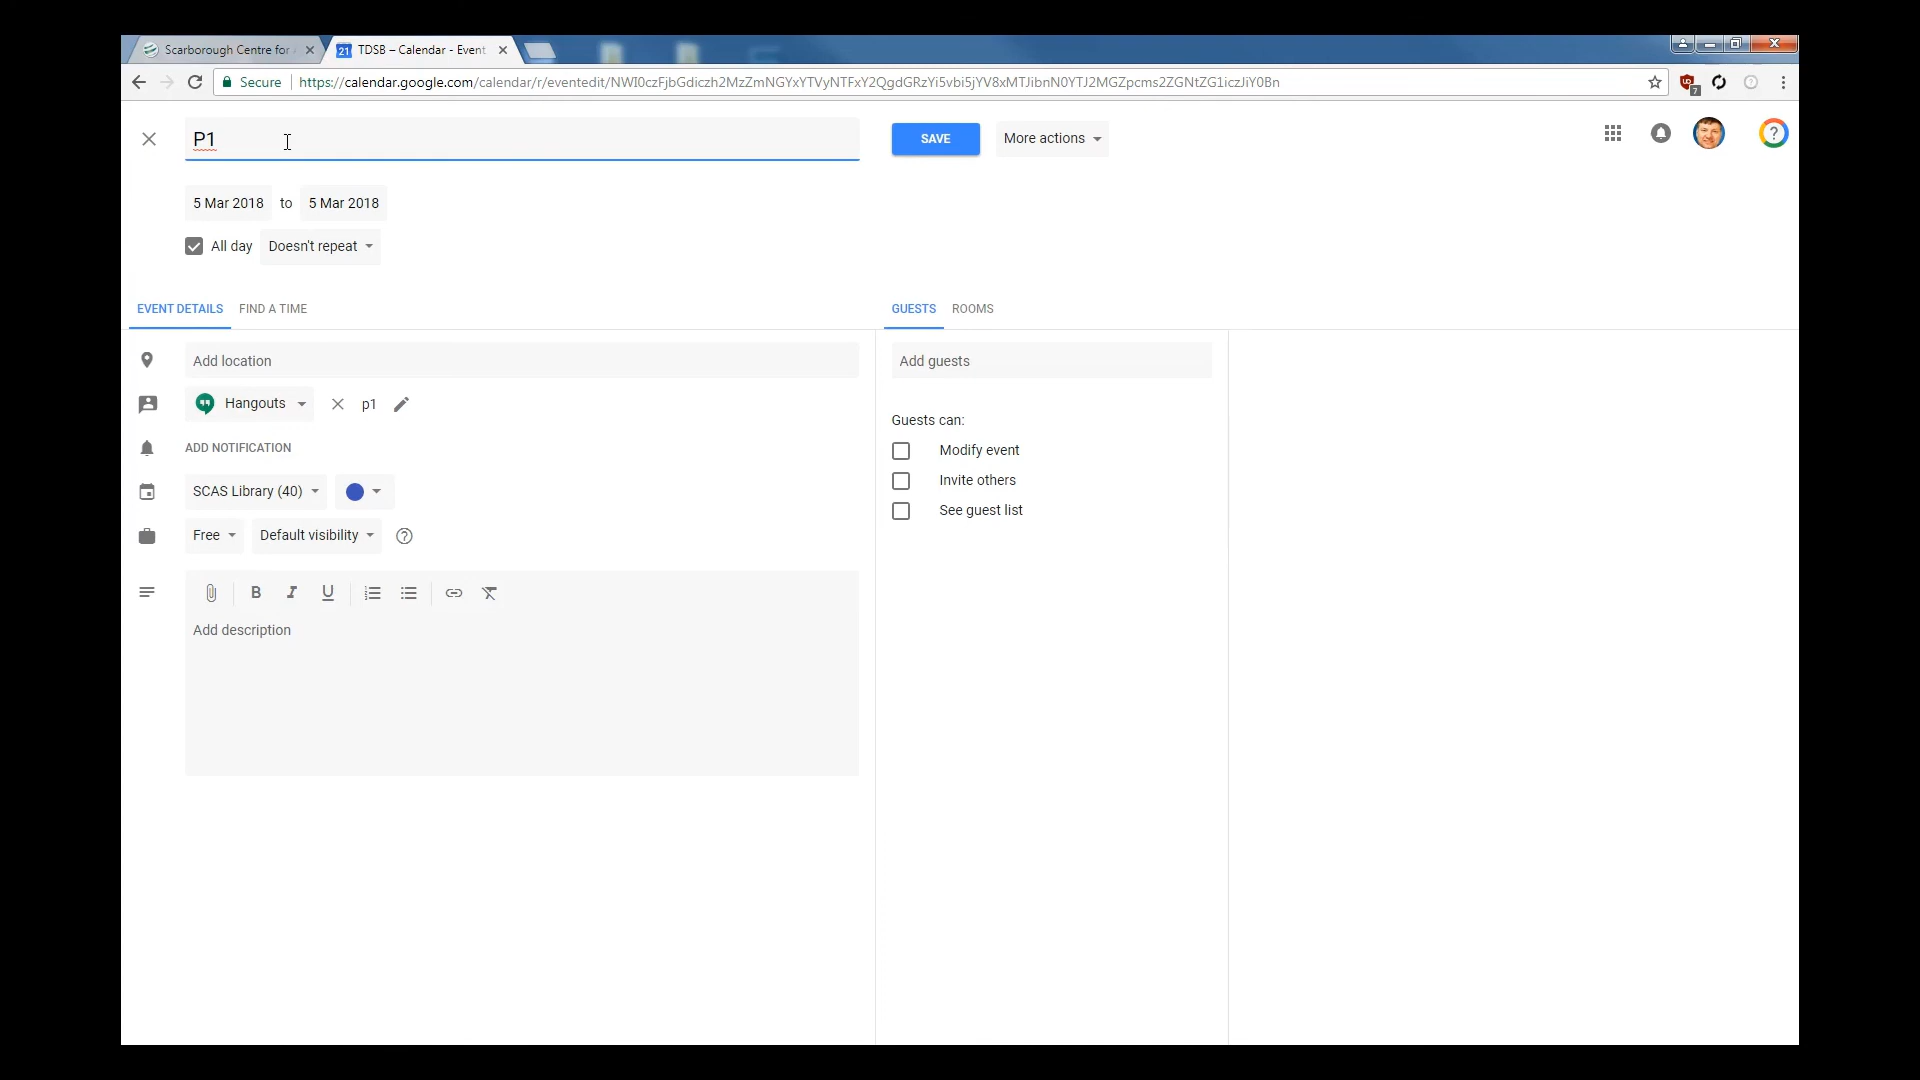 Scarborough Centre for
TDSB – Calendar - Event
21
Secure
https://calendar.google.com/calendar/r/eventedit/NWI0czFjbGdiczh2MzZmNGYxYTVyNTFxY2QgdGRzYi5vbi5jYV8xMTJibnN0YTJ2MGZpcms2ZGNtZG1iczJiY0Bn
7
P1
SAVE
More actions
?
5 Mar 2018 to 5 Mar 2018
All day
Doesn't repeat
EVENT DETAILS
FIND A TIME
GUESTS
ROOMS
Add location
Add guests
Hangouts
p1
Guests can:
ADD NOTIFICATION
Modify event
SCAS Library (40)
Invite others
See guest list
Free
Default visibility
?
B I U
Add description